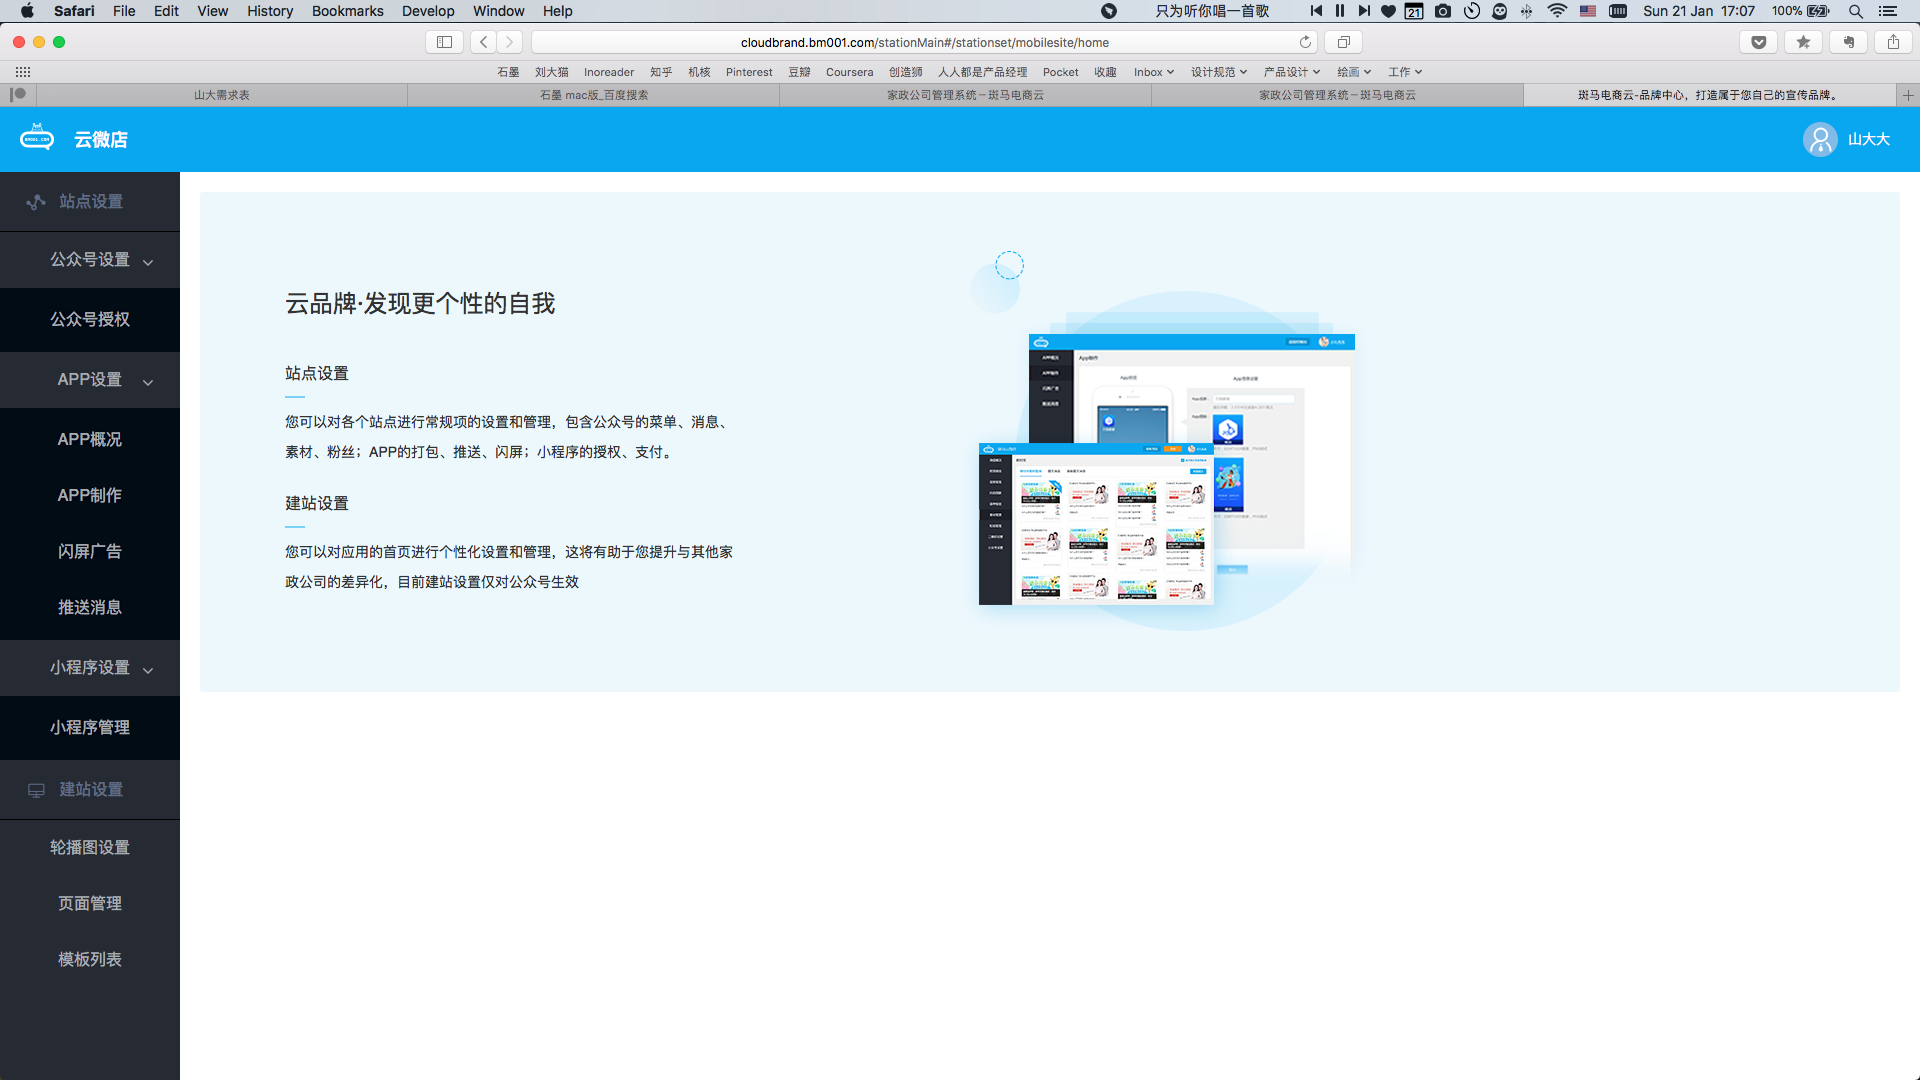 Safari File Edit View History Bookmarks Develop Window Help 只为听你唱一首歌 21 Sun 21 Jan 17:07 100%
cloudbrand.bm001.com/stationMain#/stationset/mobilesite/home
石墨 刘大猫 Inoreader 知乎 机核 Pinterest 豆瓣 Coursera 创造狮 人人都是产品经理 Pocket 收趣 Inbox 设计规范 产品设计 绘画 工作
山大需求表 石墨 mac版_百度搜索 家政公司管理系统－斑马电商云 家政公司管理系统－斑马电商云 斑马电商云-品牌中心，打造属于您自己的宣传品牌。
云微店 山大大
站点设置
公众号设置
公众号授权
APP设置
APP概况
APP制作
闪屏广告
推送消息
小程序设置
小程序管理
建站设置
轮播图设置
页面管理
模板列表
云品牌·发现更个性的自我
站点设置
您可以对各个站点进行常规项的设置和管理，包含公众号的菜单、消息、
素材、粉丝；APP的打包、推送、闪屏；小程序的授权、支付。
建站设置
您可以对应用的首页进行个性化设置和管理，这将有助于您提升与其他家
政公司的差异化，目前建站设置仅对公众号生效
APP概况
App制作
APP制作